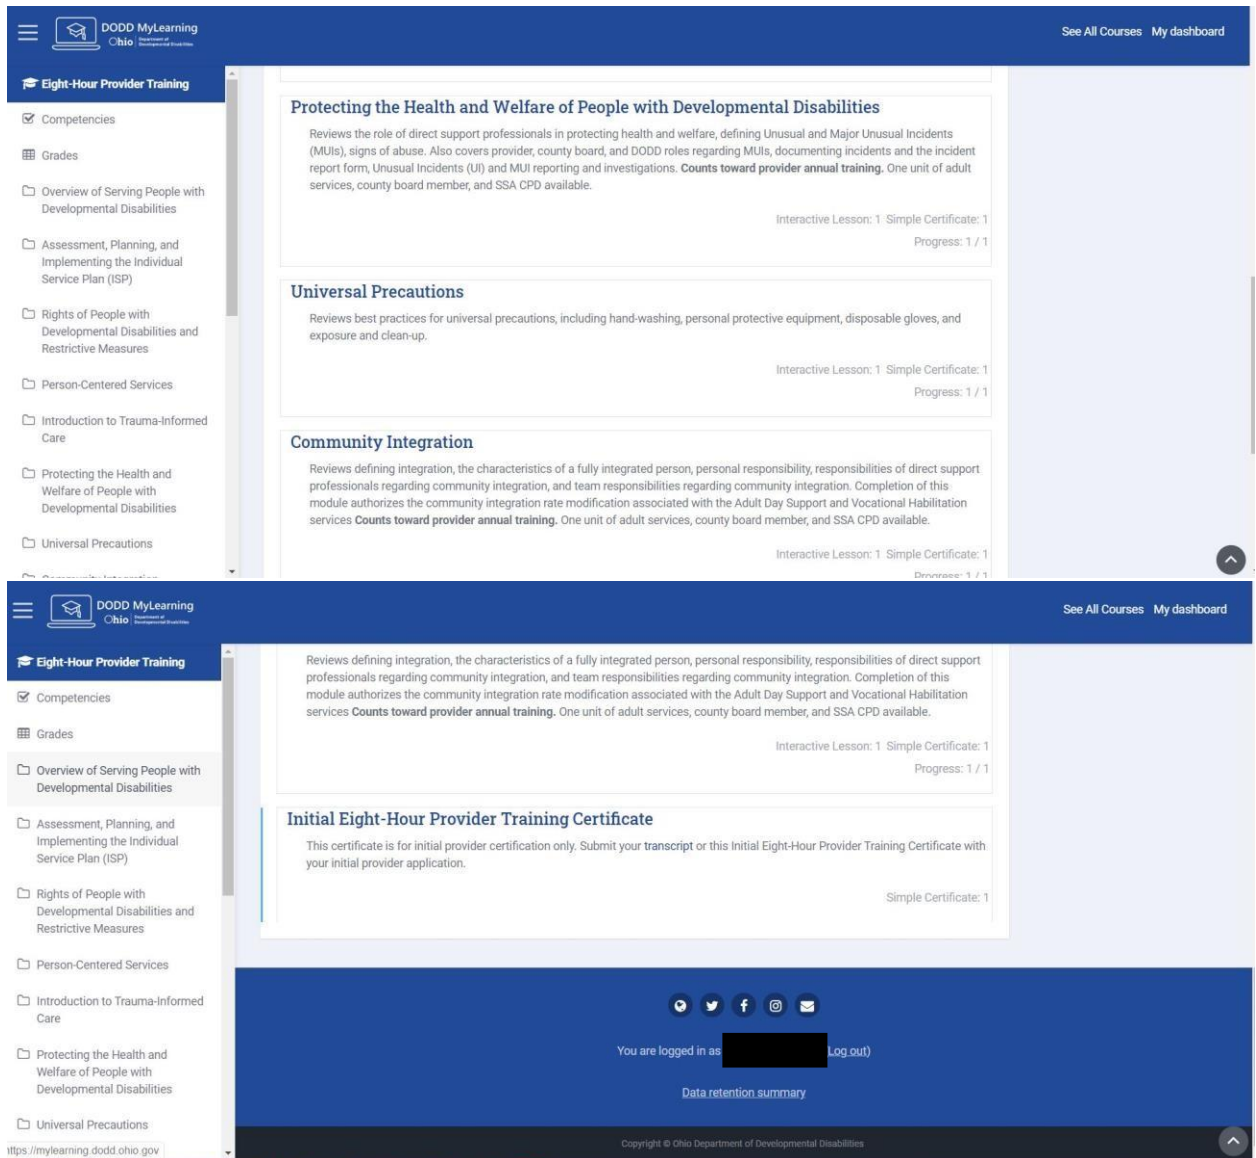 DODD MyLearning
Ohio Department of Developmental Disabilities
See All Courses My dashboard
Eight-Hour Provider Training
Competencies
Grades
Overview of Serving People with
Developmental Disabilities
Assessment, Planning, and
Implementing the Individual
Service Plan (ISP)
Rights of People with
Developmental Disabilities and
Restrictive Measures
Person-Centered Services
Introduction to Trauma-Informed
Care
Protecting the Health and
Welfare of People with
Developmental Disabilities
Universal Precautions
Community Integration
Protecting the Health and Welfare of People with Developmental Disabilities
Reviews the role of direct support professionals in protecting health and welfare, defining Unusual and Major Unusual Incidents
(MUIs), signs of abuse. Also covers provider, county board, and DODD roles regarding MUIs, documenting incidents and the incident
report form, Unusual Incidents (UI) and MUI reporting and investigations. Counts toward provider annual training. One unit of adult
services, county board member, and SSA CPD available.
Interactive Lesson: 1 Simple Certificate: 1
Progress: 1 / 1
Universal Precautions
Reviews best practices for universal precautions, including hand-washing, personal protective equipment, disposable gloves, and
exposure and clean-up.
Interactive Lesson: 1 Simple Certificate: 1
Progress: 1 / 1
Community Integration
Reviews defining integration, the characteristics of a fully integrated person, personal responsibility, responsibilities of direct support
professionals regarding community integration, and team responsibilities regarding community integration. Completion of this
module authorizes the community integration rate modification associated with the Adult Day Support and Vocational Habilitation
services Counts toward provider annual training. One unit of adult services, county board member, and SSA CPD available.
Interactive Lesson: 1 Simple Certificate: 1
Progress: 1 / 1
DODD MyLearning
Ohio Department of Developmental Disabilities
See All Courses My dashboard
Eight-Hour Provider Training
Competencies
Grades
Overview of Serving People with
Developmental Disabilities
Assessment, Planning, and
Implementing the Individual
Service Plan (ISP)
Rights of People with
Developmental Disabilities and
Restrictive Measures
Person-Centered Services
Introduction to Trauma-Informed
Care
Protecting the Health and
Welfare of People with
Developmental Disabilities
Universal Precautions
https://mylearning.dodd.ohio.gov
Reviews defining integration, the characteristics of a fully integrated person, personal responsibility, responsibilities of direct support
professionals regarding community integration, and team responsibilities regarding community integration. Completion of this
module authorizes the community integration rate modification associated with the Adult Day Support and Vocational Habilitation
services Counts toward provider annual training. One unit of adult services, county board member, and SSA CPD available.
Interactive Lesson: 1 Simple Certificate: 1
Progress: 1 / 1
Initial Eight-Hour Provider Training Certificate
This certificate is for initial provider certification only. Submit your transcript or this Initial Eight-Hour Provider Training Certificate with
your initial provider application.
Simple Certificate: 1
You are logged in as Log out)
Data retention summary
Copyright © Ohio Department of Developmental Disabilities